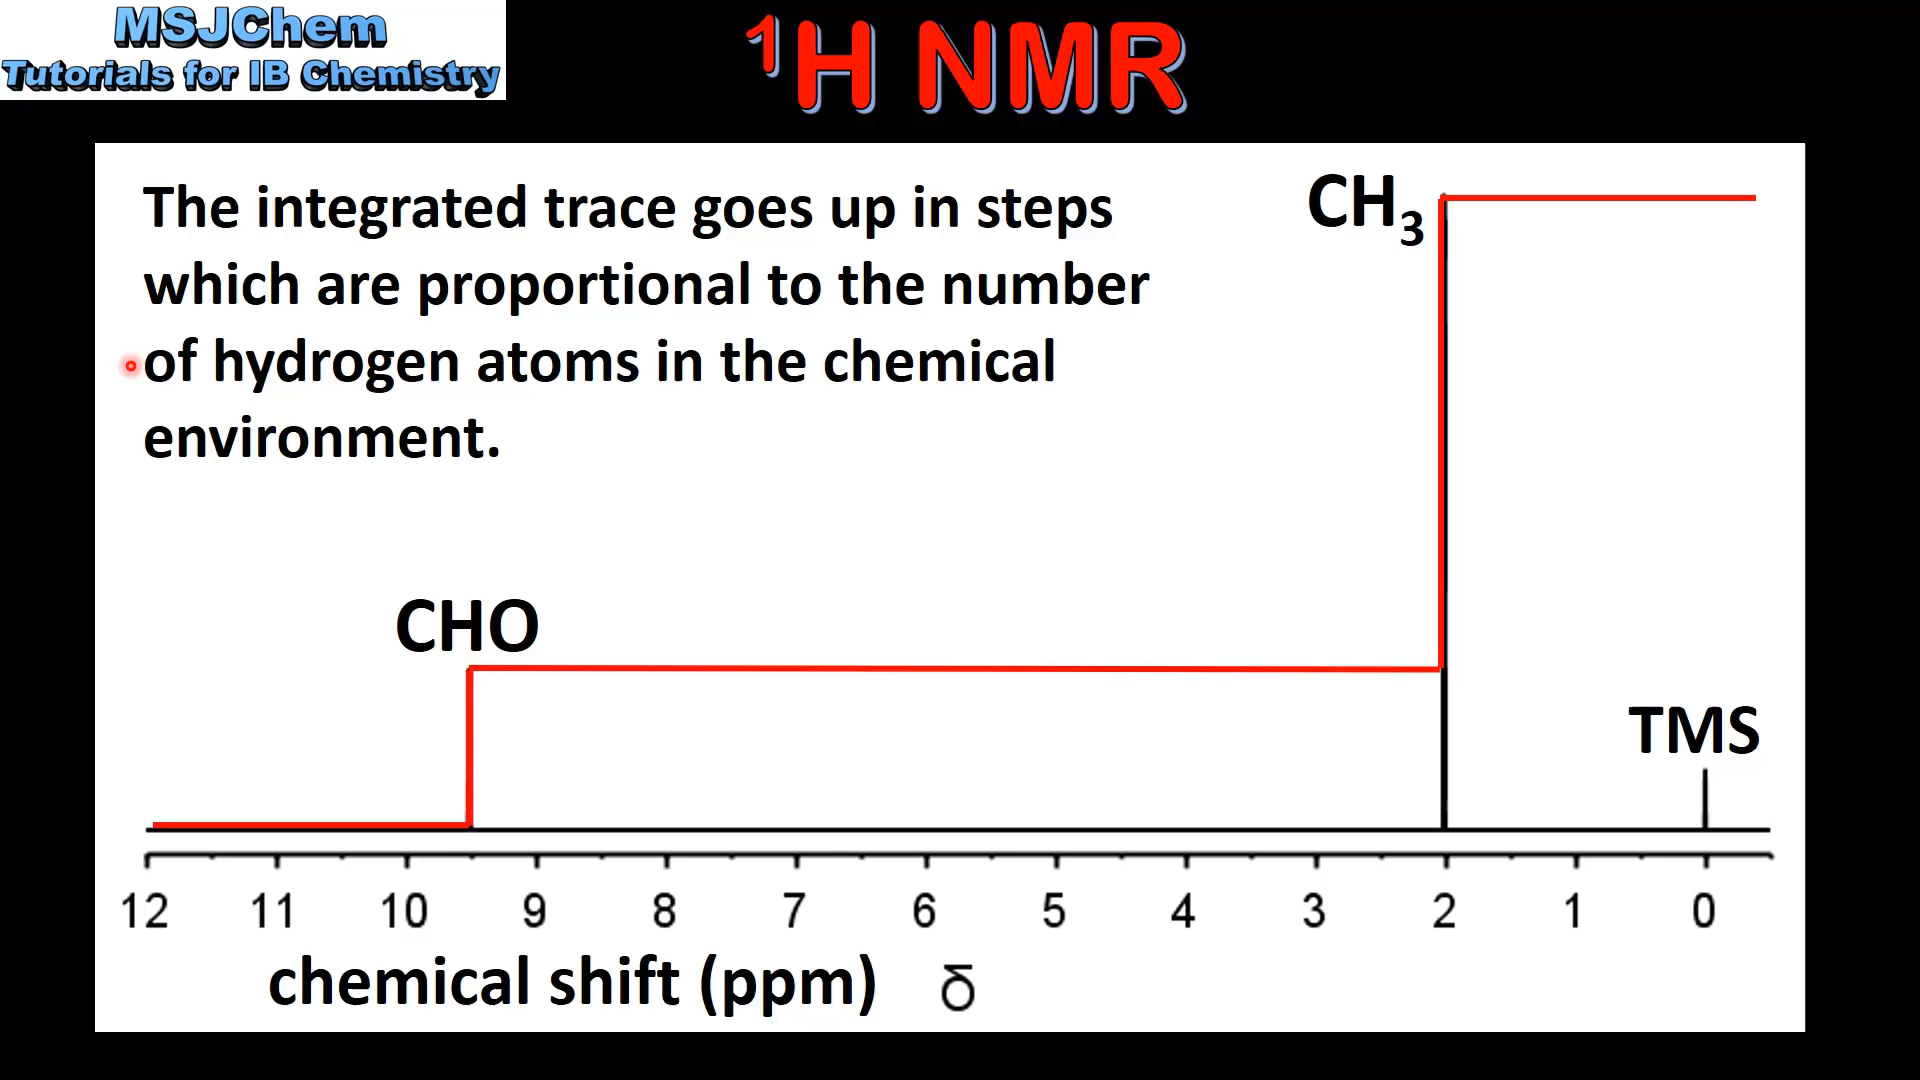 MSJChem
Tutorials for IB Chemistry
¹H NMR
The integrated trace goes up in steps
which are proportional to the number
of hydrogen atoms in the chemical
environment.
CH₃
CHO
TMS
12 11 10 9 8 7 6 5 4 3 2 1 0
chemical shift (ppm) δ